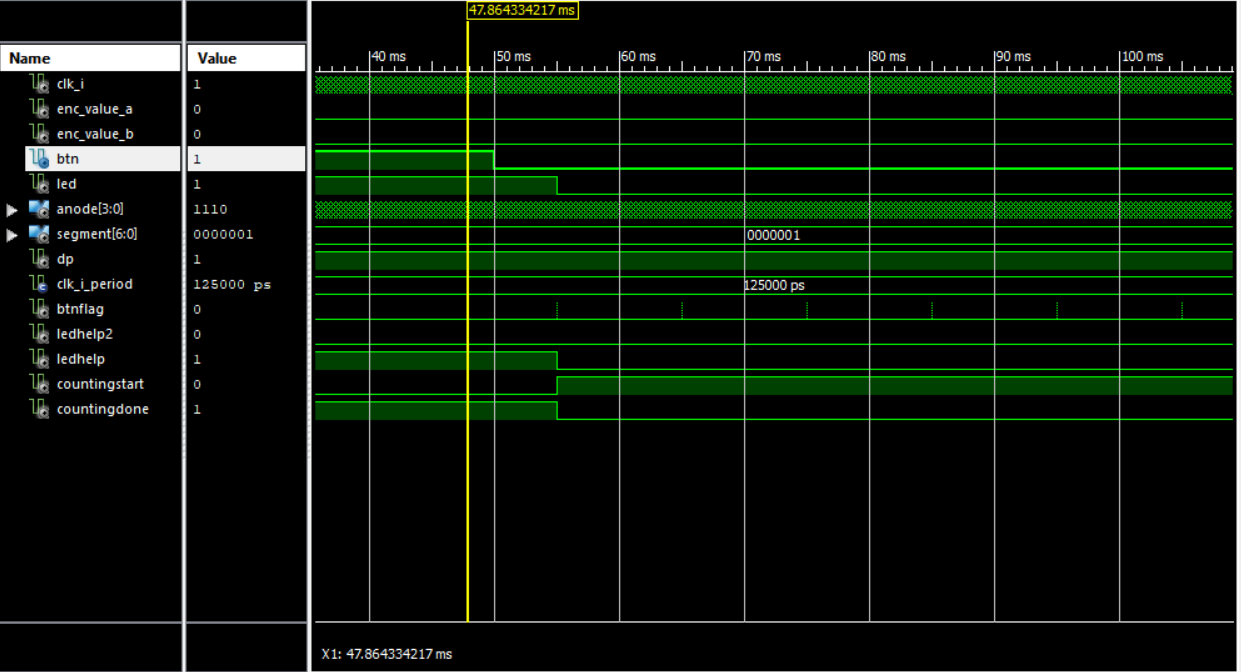 47.864334217 ms
Name Value 40 ms 50 ms 60 ms 70 ms 80 ms 90 ms 100 ms
clk_i 1
enc_value_a 0
enc_value_b 0
btn 1
led 1
anode[3:0] 1110
segment[6:0] 0000001 0000001
dp 1
clk_i_period 125000 ps 125000 ps
btnflag 0
ledhelp2 0
ledhelp 1
countingstart 0
countingdone 1
X1: 47.864334217 ms